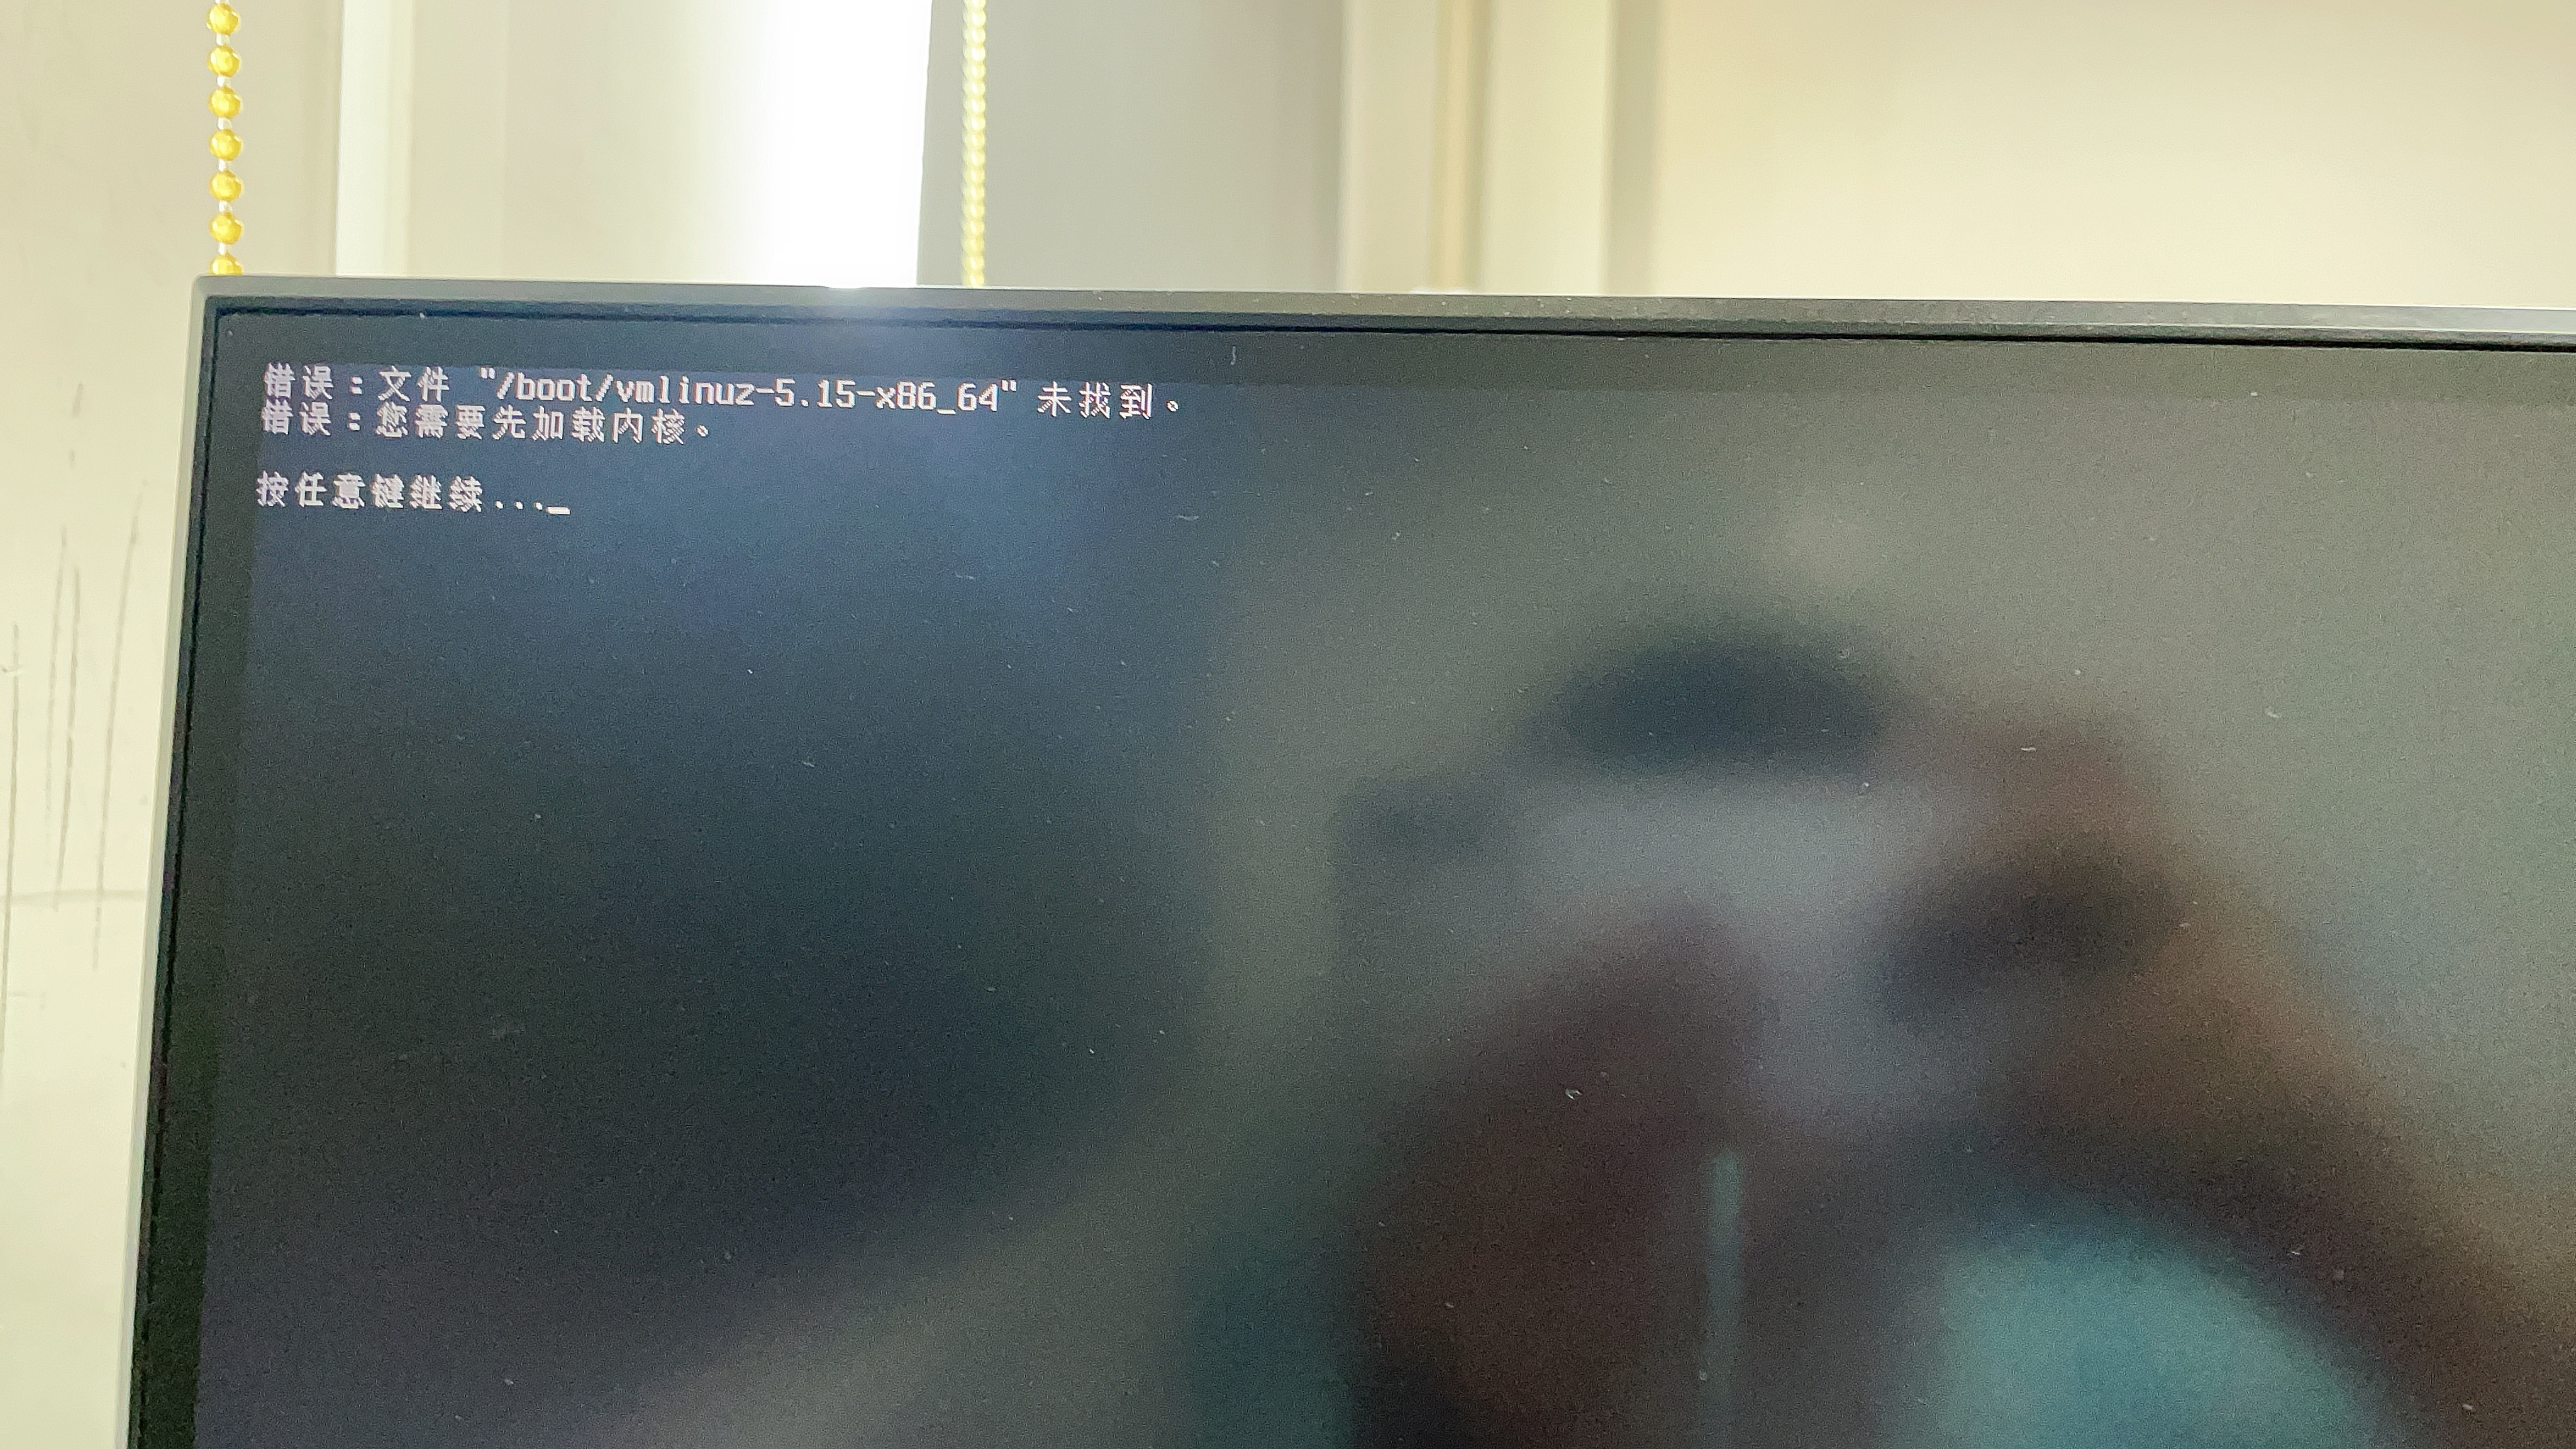 错误：文件 "/boot/vmlinuz-5.15-x86_64" 未找到。
错误：您需要先加载内核。
按任意键继续..._